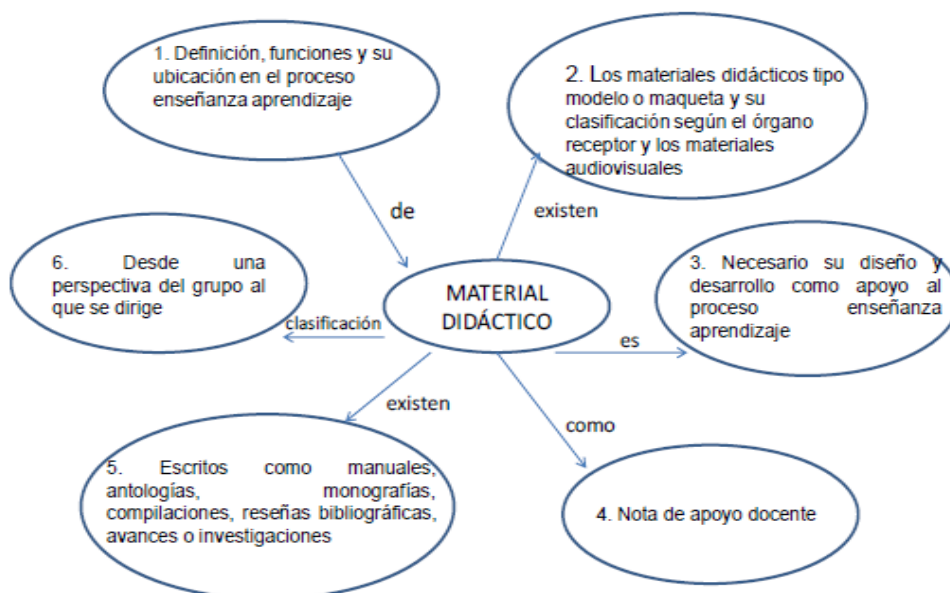 1. Definición, funciones y su
ubicación en el proceso
enseñanza aprendizaje
2. Los materiales didácticos tipo
modelo o maqueta y su
clasificación según el órgano
receptor y los materiales
audiovisuales
de
existen
6. Desde una
perspectiva del grupo al
que se dirige
MATERIAL
DIDÁCTICO
3. Necesario su diseño y
desarrollo como apoyo al
proceso enseñanza
aprendizaje
clasificación
es
existen
como
5. Escritos como manuales,
antologías, monografías,
compilaciones, reseñas bibliográficas,
avances o investigaciones
4. Nota de apoyo docente